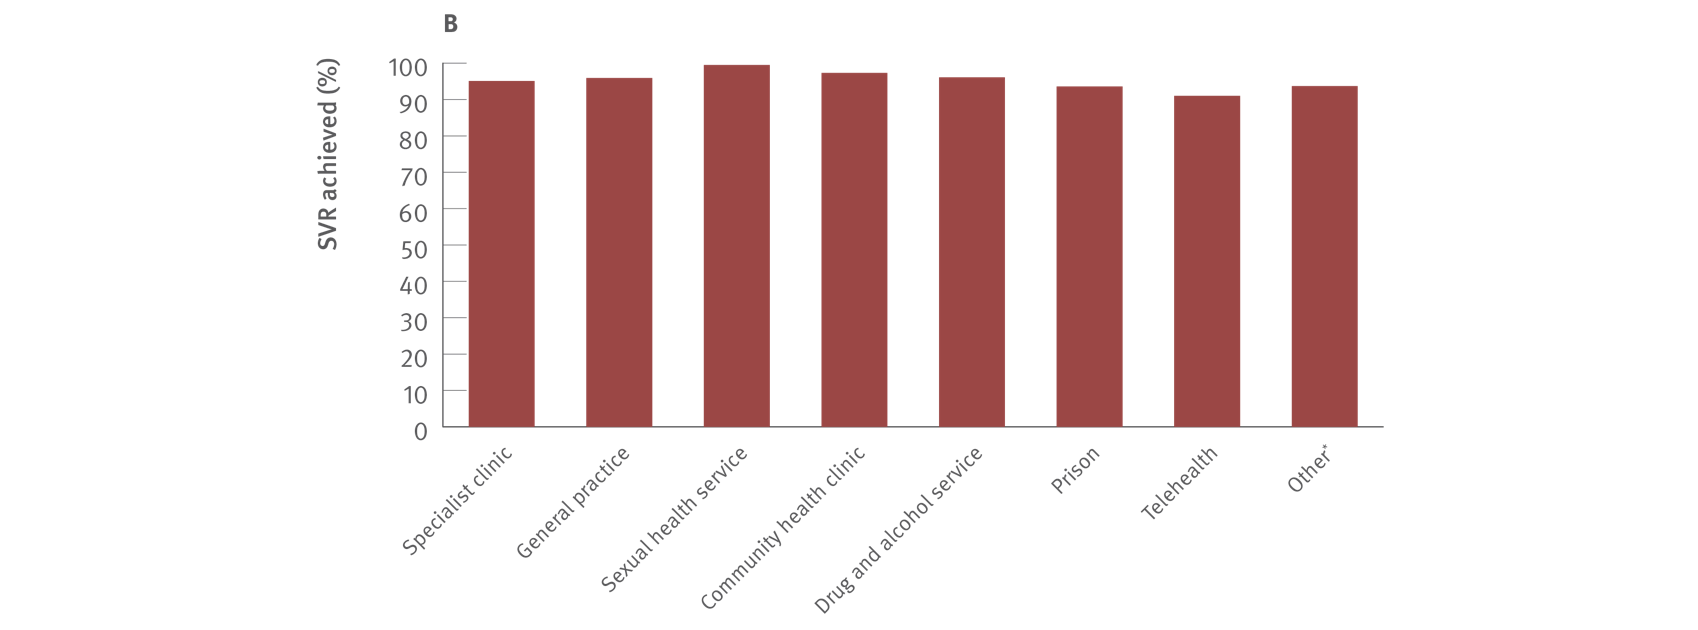 B
SVR achieved (%)
100
90
80
70
60
50
40
30
20
10
0
Specialist clinic
General practice
Sexual health service
Community health clinic
Drug and alcohol service
Prison
Telehealth
Other*